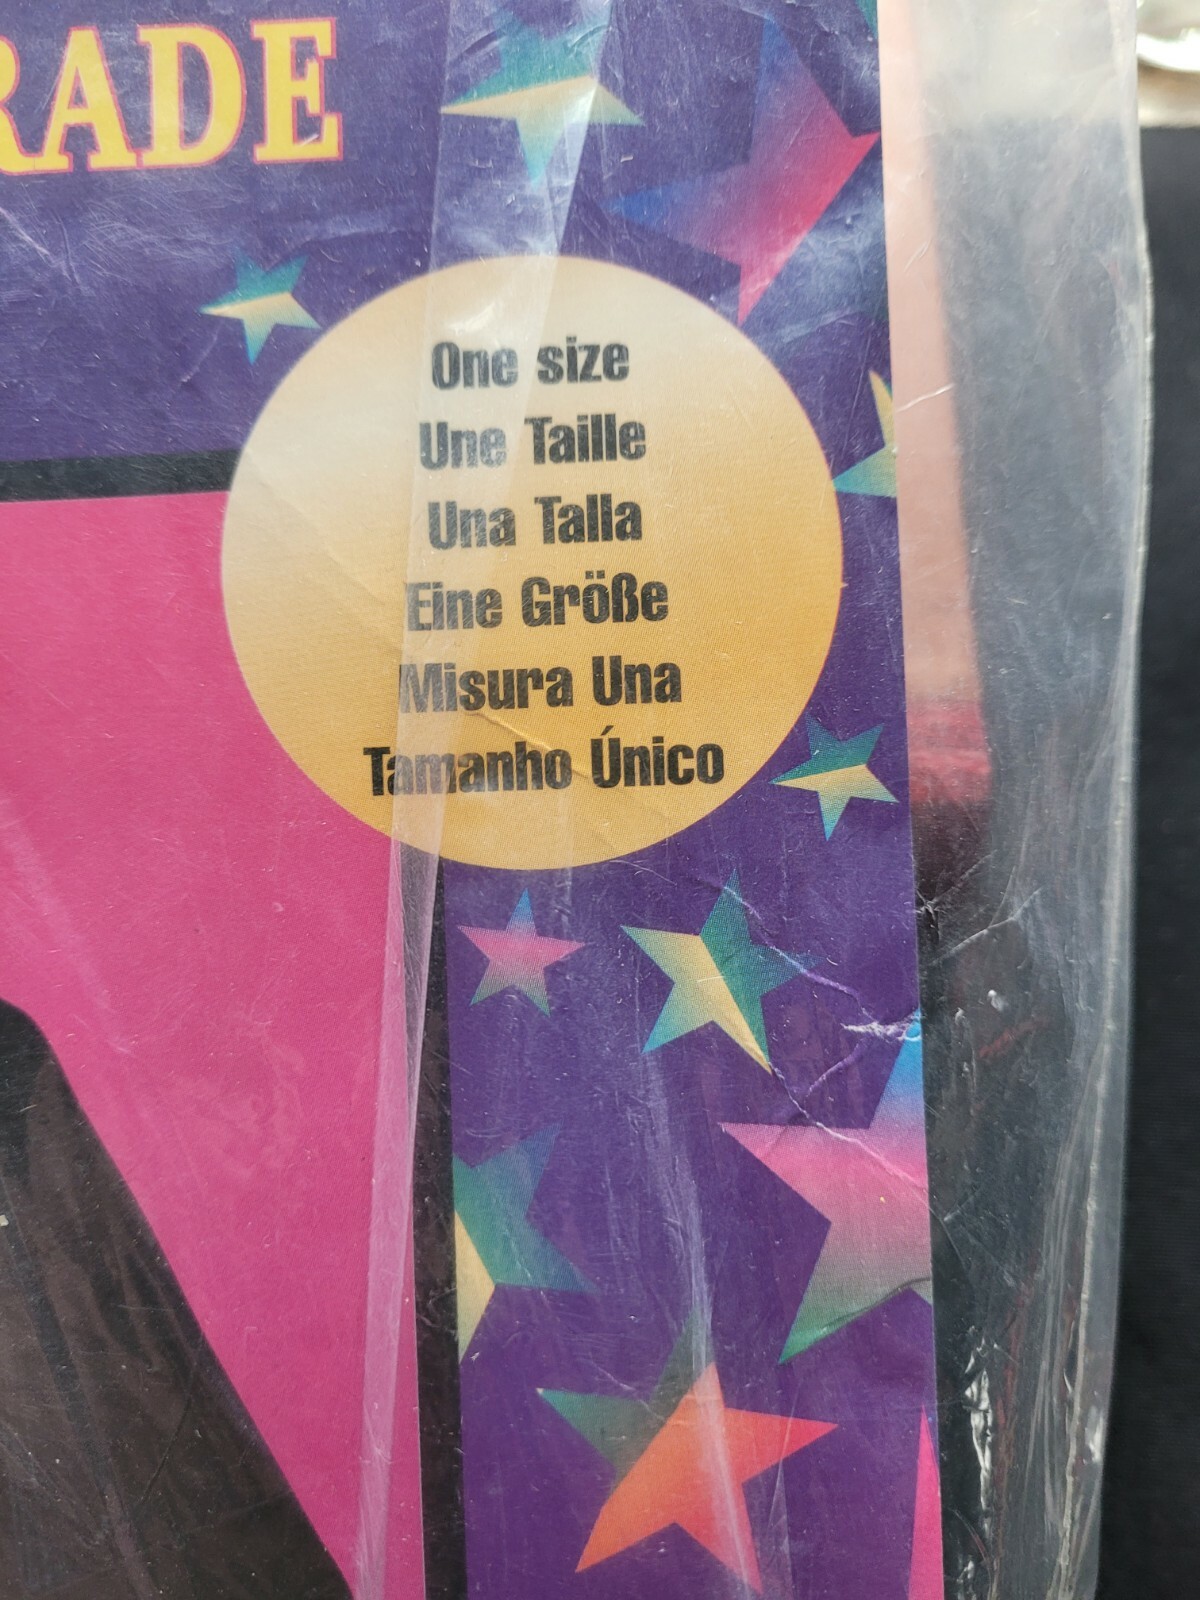 RADE
One size
Une Taille
Una Talla
Eine Größe
Misura Una
Tamanho Único